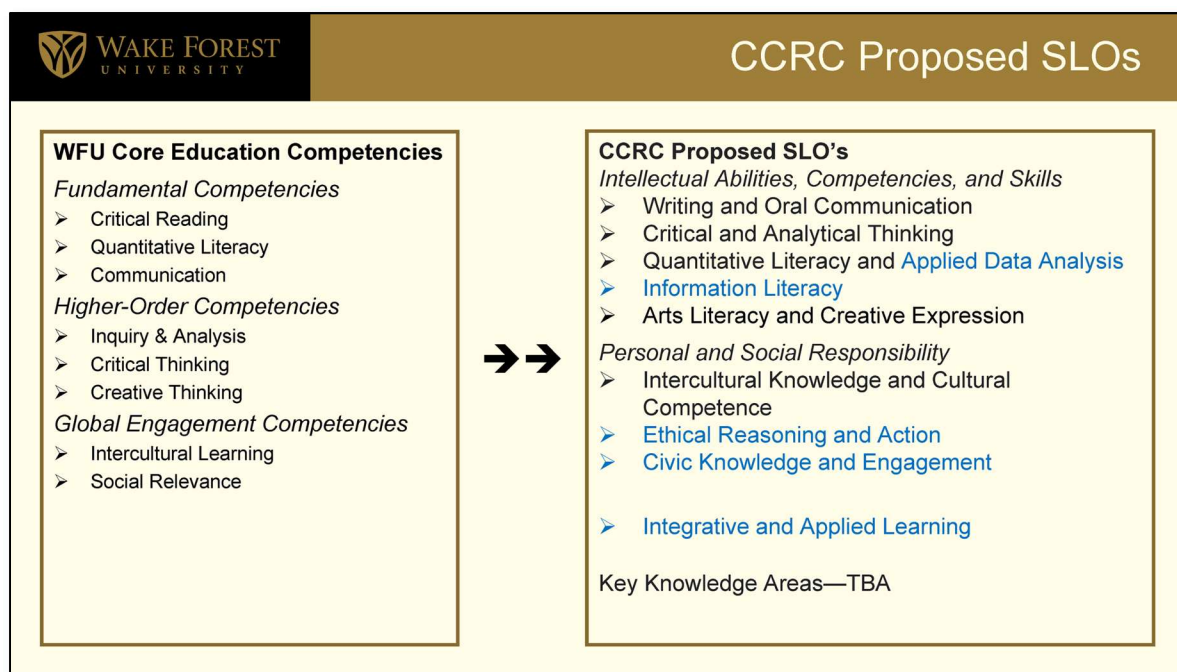 WAKE FOREST
UNIVERSITY
CCRC Proposed SLOs
WFU Core Education Competencies
Fundamental Competencies
➢ Critical Reading
➢ Quantitative Literacy
➢ Communication
Higher-Order Competencies
➢ Inquiry & Analysis
➢ Critical Thinking
➢ Creative Thinking
Global Engagement Competencies
➢ Intercultural Learning
➢ Social Relevance
➔➔
CCRC Proposed SLO's
Intellectual Abilities, Competencies, and Skills
➢ Writing and Oral Communication
➢ Critical and Analytical Thinking
➢ Quantitative Literacy and Applied Data Analysis
➢ Information Literacy
➢ Arts Literacy and Creative Expression
Personal and Social Responsibility
➢ Intercultural Knowledge and Cultural
Competence
➢ Ethical Reasoning and Action
➢ Civic Knowledge and Engagement
➢ Integrative and Applied Learning
Key Knowledge Areas—TBA